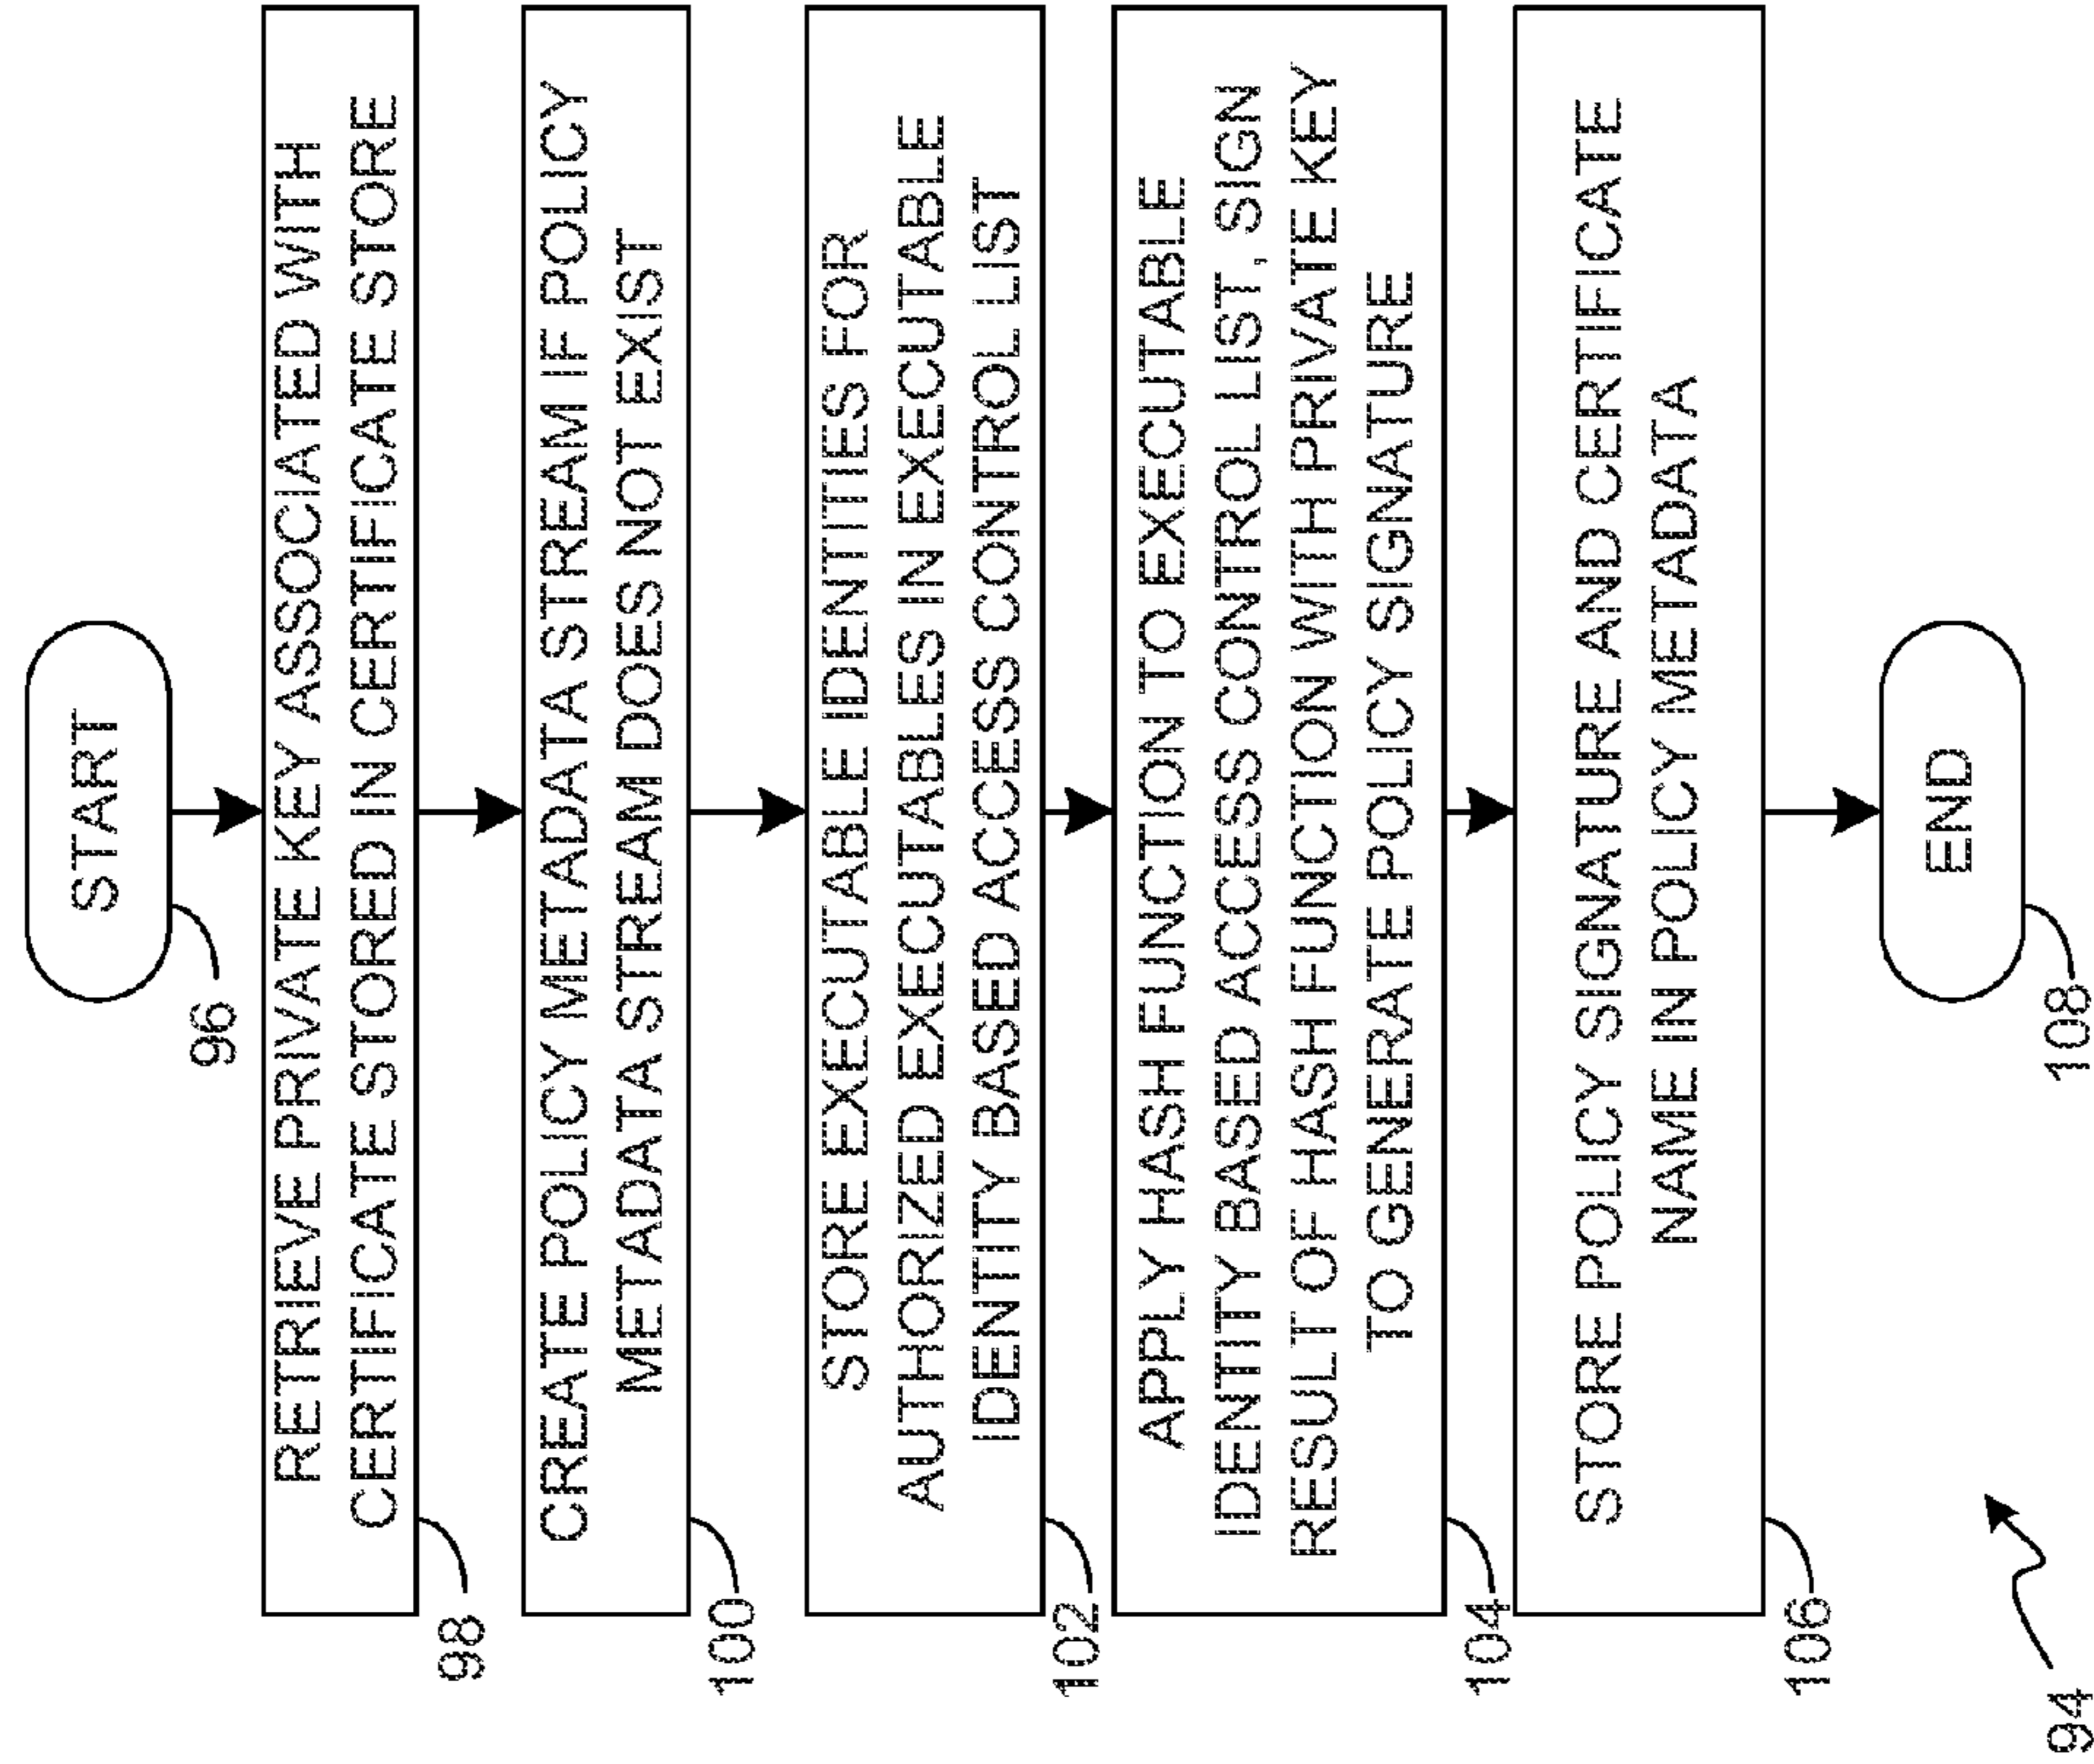 START
96
RETRIEVE PRIVATE KEY ASSOCIATED WITH
CERTIFICATE STORED IN CERTIFICATE STORE
98
CREATE POLICY METADATA STREAM IF POLICY
METADATA STREAM DOES NOT EXIST
100
STORE EXECUTABLE IDENTITIES FOR
AUTHORIZED EXECUTABLES IN EXECUTABLE
IDENTITY BASED ACCESS CONTROL LIST
102
APPLY HASH FUNCTION TO EXECUTABLE
IDENTITY BASED ACCESS CONTROL LIST, SIGN
RESULT OF HASH FUNCTION WITH PRIVATE KEY
TO GENERATE POLICY SIGNATURE
104
STORE POLICY SIGNATURE AND CERTIFICATE
NAME IN POLICY METADATA
106
END
108
94